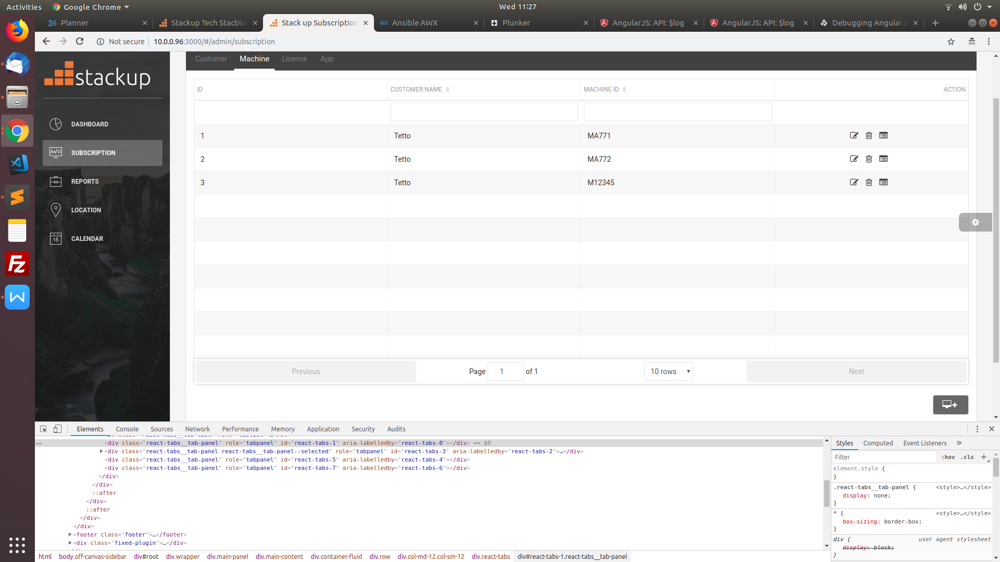 Activities Google Chrome Wed 11:27
24 Planner Stackup Tech Stacblo Stack up Subscription Ansible AWX Plunker AngularJS: API: $log AngularJS: API: $log Debugging AngularJ
Not secure 10.0.0.96:3000/#/admin/subscription
Customer Machine Licence App
stackup
DASHBOARD
SUBSCRIPTION
REPORTS
LOCATION
15 CALENDAR
ID CUSTOMER NAME MACHINE ID ACTION
1 Tetto MA771
2 Tetto MA772
3 Tetto M12345
Previous Page 1 of 1 10 rows Next
Elements Console Sources Network Performance Memory Application Security Audits
<div class="react-tabs__tab-panel" role="tabpanel" id="react-tabs-1" aria-labelledby="react-tabs-0"></div> == $0
<div class="react-tabs__tab-panel react-tabs__tab-panel--selected" role="tabpanel" id="react-tabs-3" aria-labelledby="react-tabs-2">…</div>
<div class="react-tabs__tab-panel" role="tabpanel" id="react-tabs-5" aria-labelledby="react-tabs-4"></div>
<div class="react-tabs__tab-panel" role="tabpanel" id="react-tabs-7" aria-labelledby="react-tabs-6"></div>
</div>
</div>
::after
</div>
::after
</div>
</div>
<footer class="footer">…</footer>
<div class="fixed-plugin">…</div>
html body.off-canvas-sidebar div#root div.wrapper div.main-panel div.main-content div.container-fluid div.row div.col-md-12.col-sm-12 div.react-tabs div#react-tabs-1.react-tabs__tab-panel
Styles Computed Event Listeners »
Filter :hov .cls +
element.style {
}
.react-tabs__tab-panel { <style>…</style>
display: none;
}
* { <style>…</style>
box-sizing: border-box;
}
div { user agent stylesheet
display: block;
}